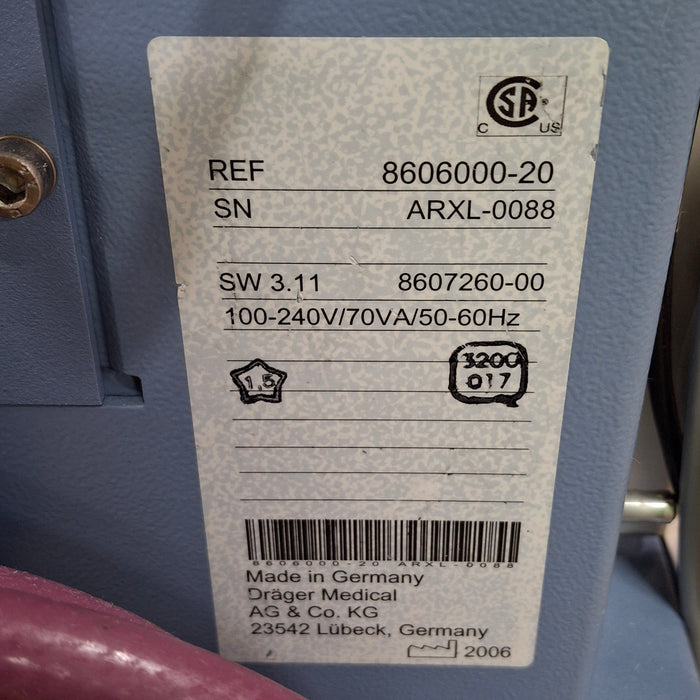 CSA®
C US
REF 8606000-20
SN ARXL-0088
SW 3.11 8607260-00
100-240V/70VA/50-60Hz
1.5
3200
017
8606000-20 ARXL-0088
Made in Germany
Dräger Medical
AG & Co. KG
23542 Lübeck, Germany
2006